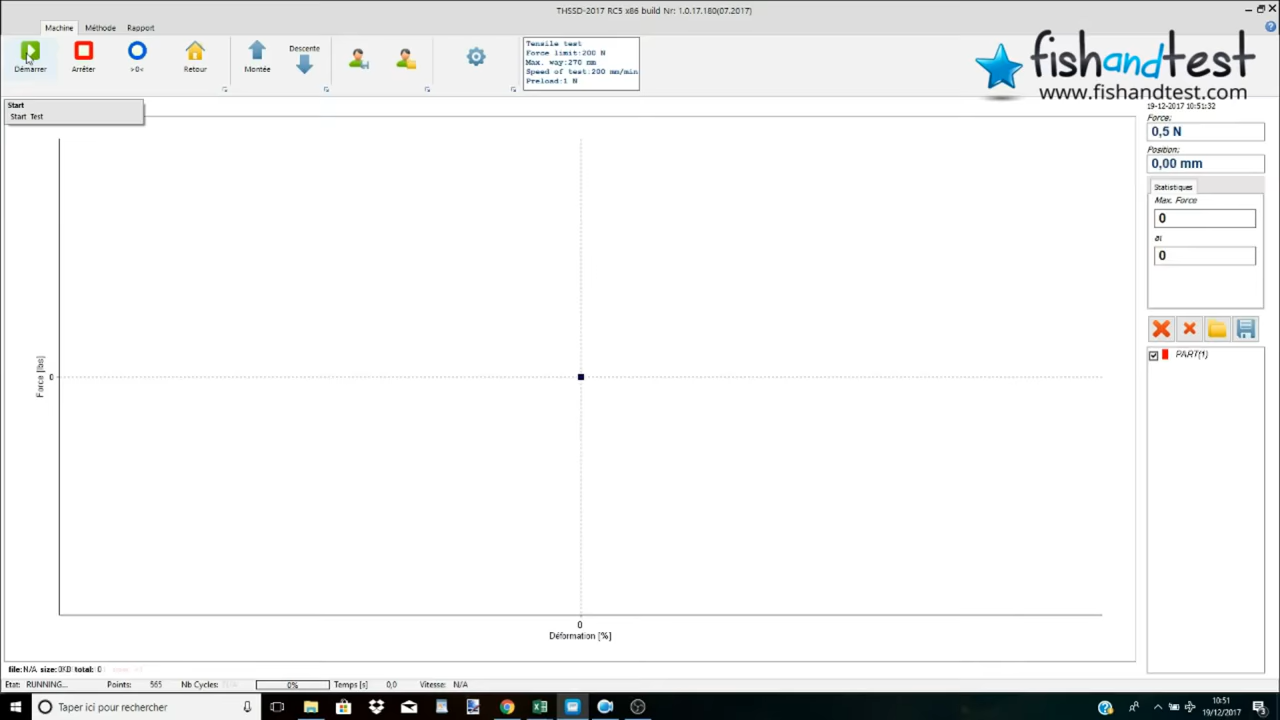 THSSD-2017 RC5 x86 build Nr: 1.0.17.180(07.2017)
Machine Méthode Rapport
Démarrer Arrêter >0< Retour Montée Descente
Tensile test
Force limit:200 N
Max. way:270 mm
Speed of test:200 mm/min
Preload:1 N
fishandtest
www.fishandtest.com
Start
Start Test
19-12-2017 10:51:32
Force:
0,5 N
Position:
0,00 mm
Statistiques
Max. Force
0
0
PART(1)
Force [lbs]
0
0
Déformation [%]
file:N/A size:0KB total: 0
Etat: RUNNING... Points: 565 Nb Cycles: 0% Temps [s] 0,0 Vitesse: N/A
Taper ici pour rechercher
10:51
19/12/2017
3